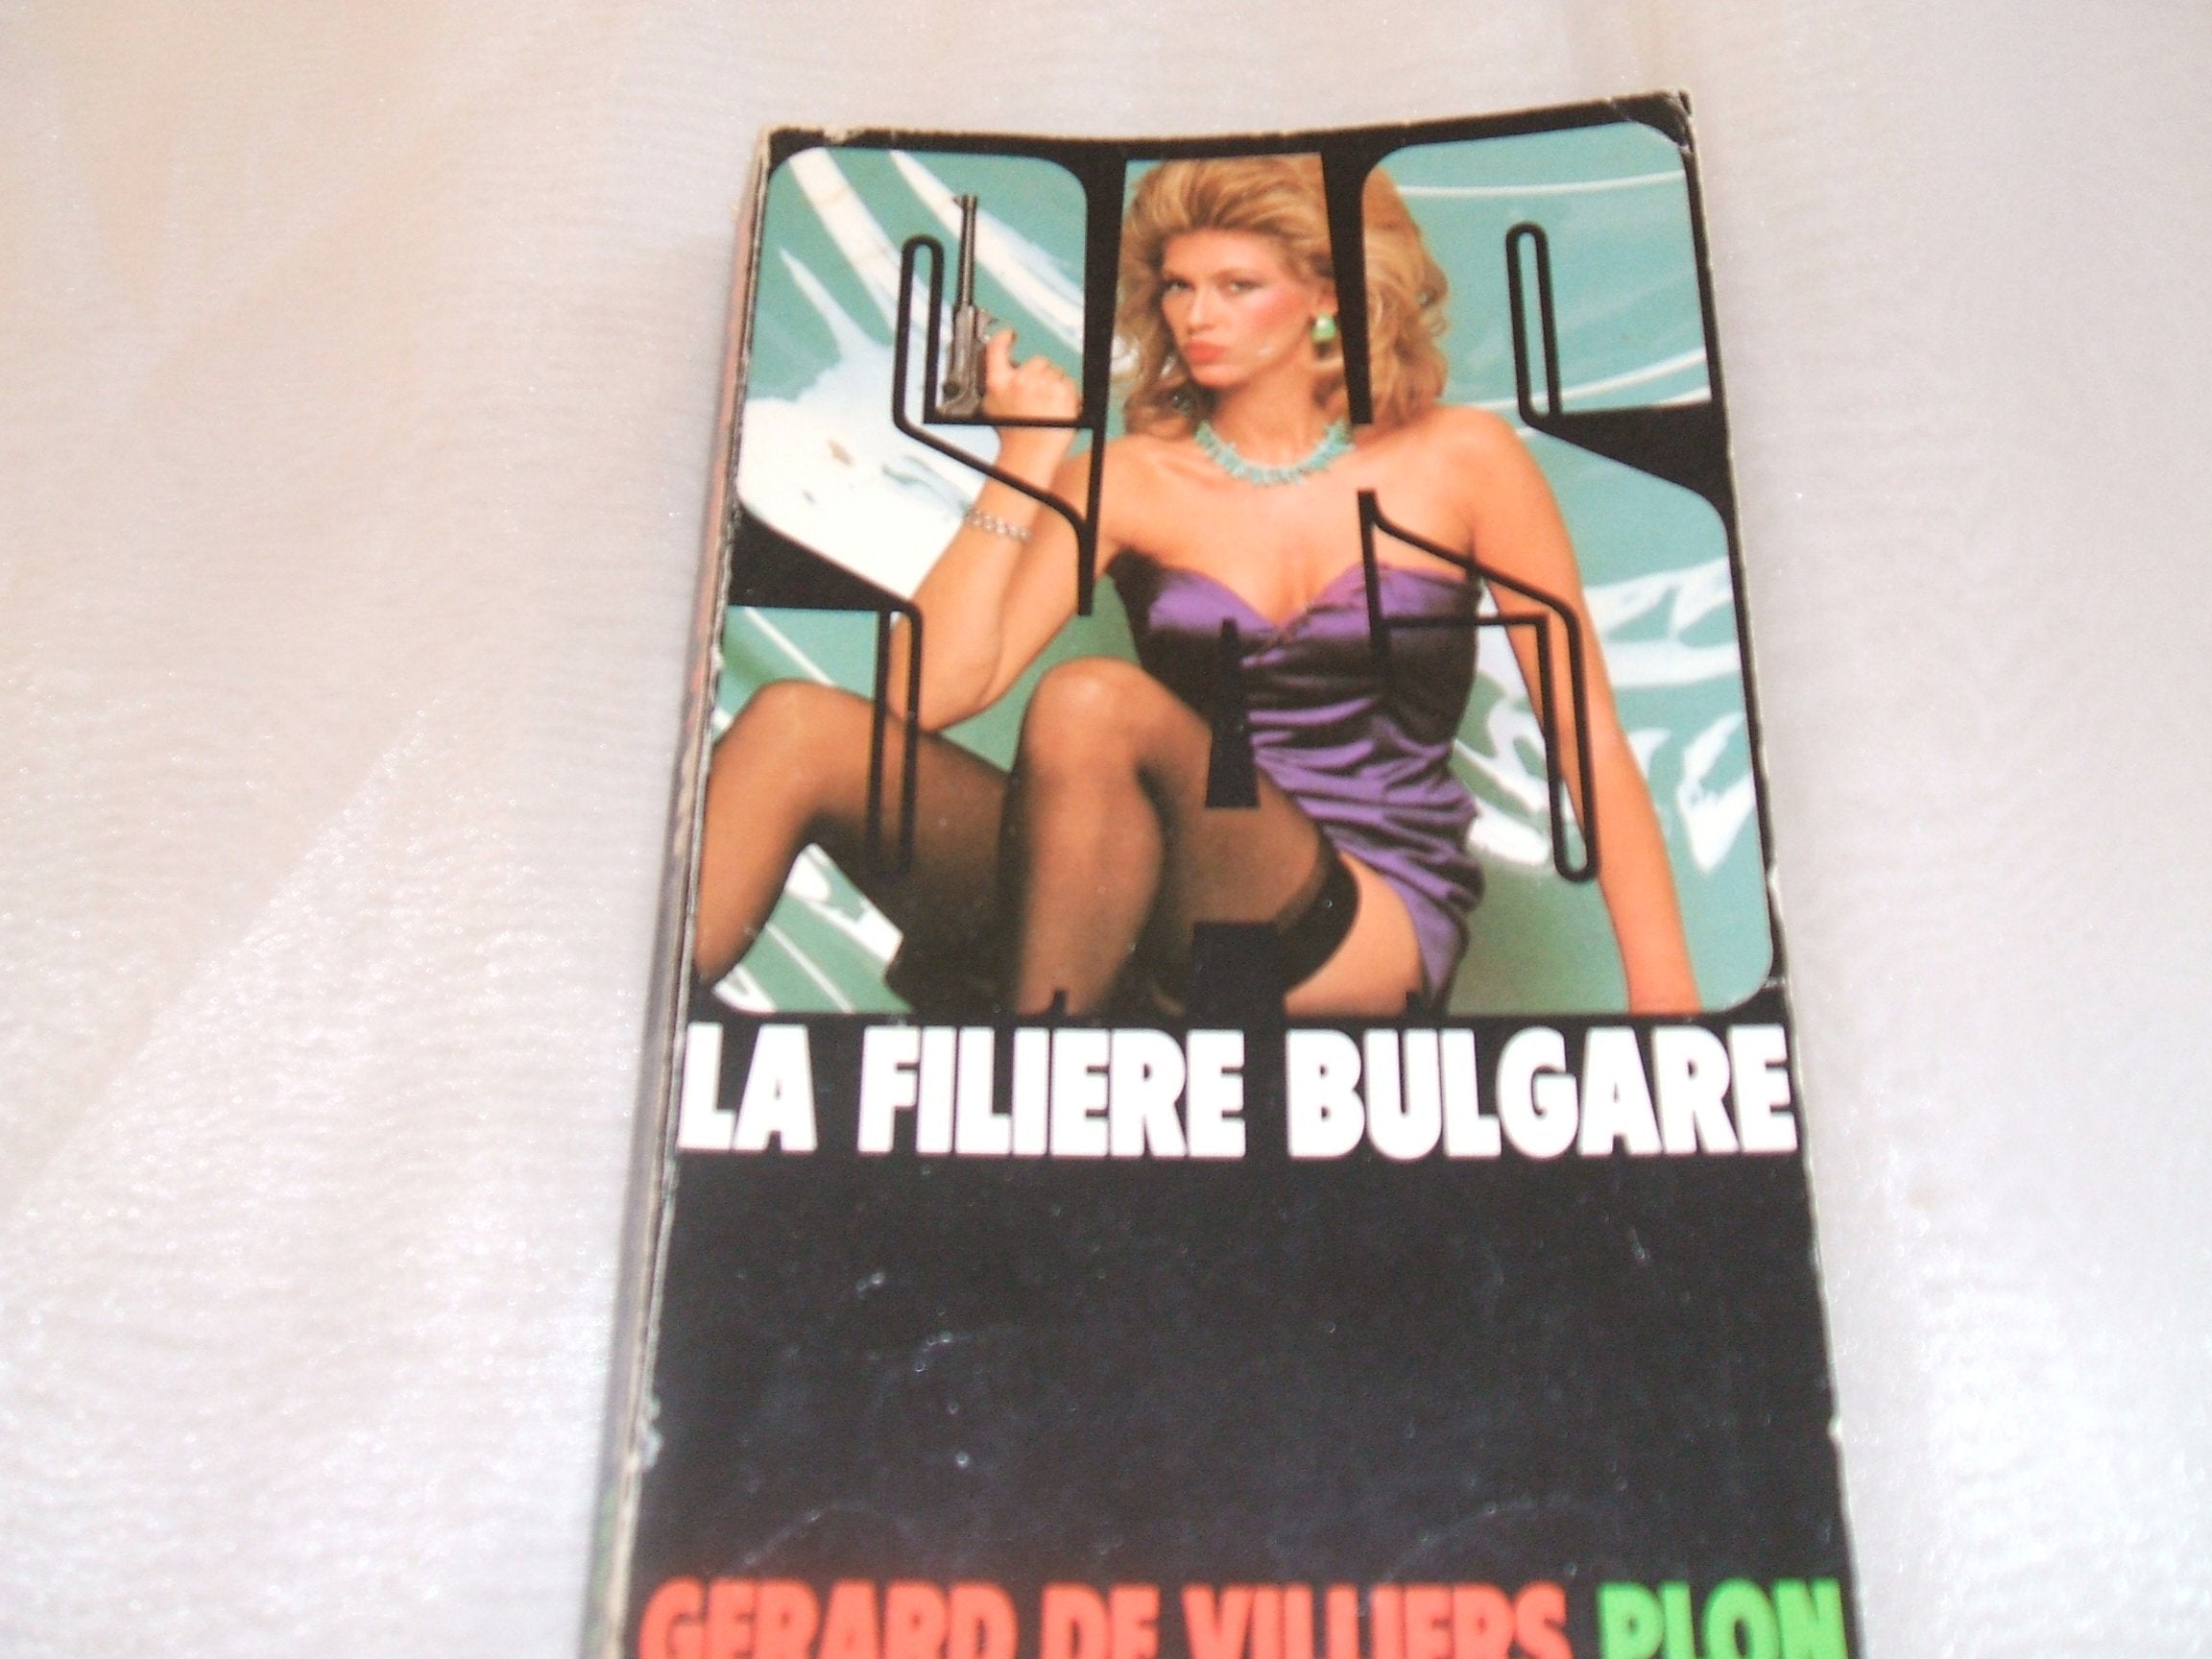 SAS
LA FILIERE BULGARE
GERARD DE VILLIERS PLON